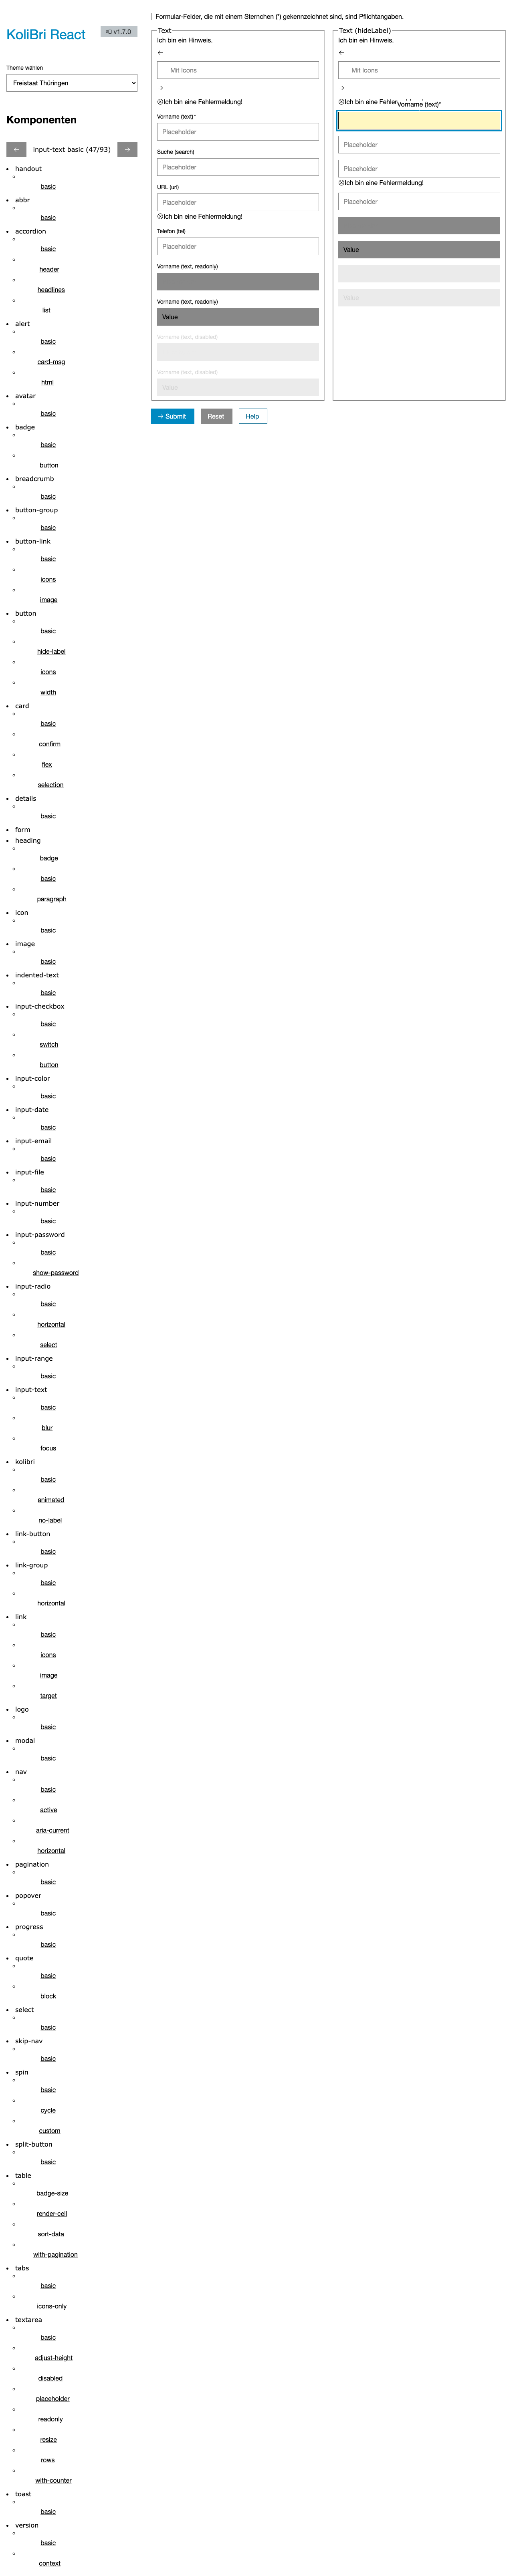 KoliBri React
v1.7.0
Theme wählen
Freistaat Thüringen
Komponenten
← input-text basic (47/93) →
handout
basic
abbr
basic
accordion
basic
header
headlines
list
alert
basic
card-msg
html
avatar
basic
badge
basic
button
breadcrumb
basic
button-group
basic
button-link
basic
icons
image
button
basic
hide-label
icons
width
card
basic
confirm
flex
selection
details
basic
form
heading
badge
basic
paragraph
icon
basic
image
basic
indented-text
basic
input-checkbox
basic
switch
button
input-color
basic
input-date
basic
input-email
basic
input-file
basic
input-number
basic
input-password
basic
show-password
input-radio
basic
horizontal
select
input-range
basic
input-text
basic
blur
focus
kolibri
basic
animated
no-label
link-button
basic
link-group
basic
horizontal
link
basic
icons
image
target
logo
basic
modal
basic
nav
basic
active
aria-current
horizontal
pagination
basic
popover
basic
progress
basic
quote
basic
block
select
basic
skip-nav
basic
spin
basic
cycle
custom
split-button
basic
table
badge-size
render-cell
sort-data
with-pagination
tabs
basic
icons-only
textarea
basic
adjust-height
disabled
placeholder
readonly
resize
rows
with-counter
toast
basic
version
basic
context
Formular-Felder, die mit einem Sternchen (*) gekennzeichnet sind, sind Pflichtangaben.
Text
Ich bin ein Hinweis.
←
Mit Icons
→
Ich bin eine Fehlermeldung!
Vorname (text)*
Placeholder
Suche (search)
Placeholder
URL (url)
Placeholder
Ich bin eine Fehlermeldung!
Telefon (tel)
Placeholder
Vorname (text, readonly)
Vorname (text, readonly)
Value
Vorname (text, disabled)
Vorname (text, disabled)
Value
Text (hideLabel)
Ich bin ein Hinweis.
←
Mit Icons
→
Ich bin eine
Vorname (text)*
Placeholder
Placeholder
Ich bin eine Fehlermeldung!
Placeholder
Value
Value
→ Submit
Reset
Help